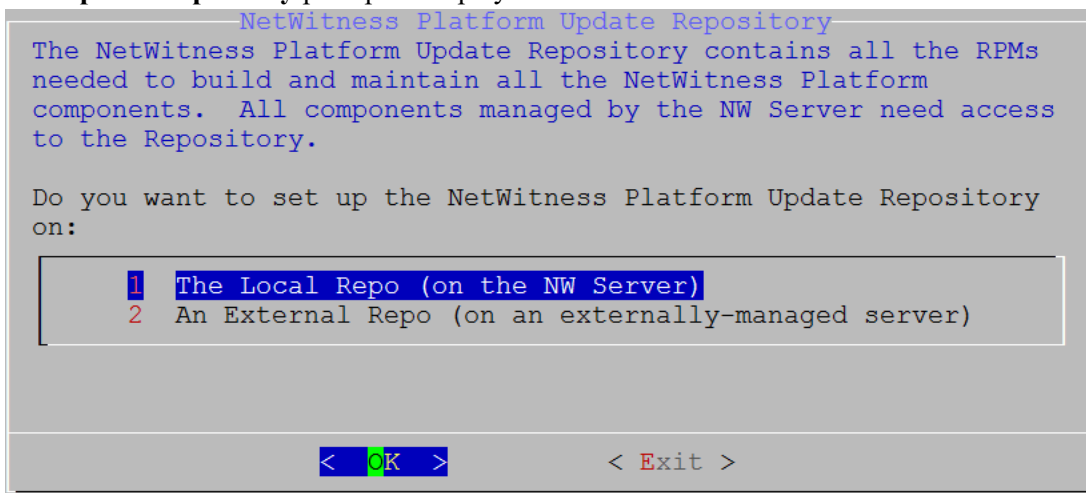 NetWitness Platform Update Repository
The NetWitness Platform Update Repository contains all the RPMs
needed to build and maintain all the NetWitness Platform
components.  All components managed by the NW Server need access
to the Repository.
Do you want to set up the NetWitness Platform Update Repository
on:
1 The Local Repo (on the NW Server)
2 An External Repo (on an externally-managed server)
< OK > < Exit >